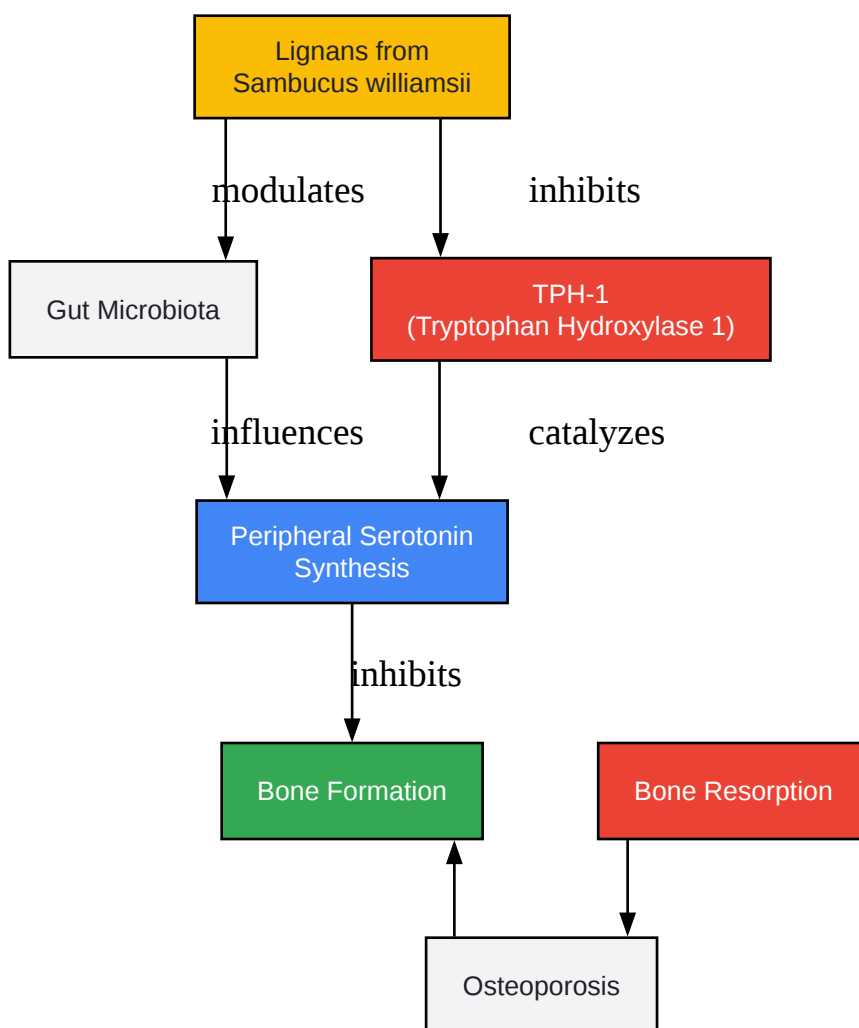 Lignans from
Sambucus williamsii
modulates
inhibits
Gut Microbiota
TPH-1
(Tryptophan Hydroxylase 1)
influences
catalyzes
Peripheral Serotonin
Synthesis
inhibits
Bone Formation
Bone Resorption
Osteoporosis